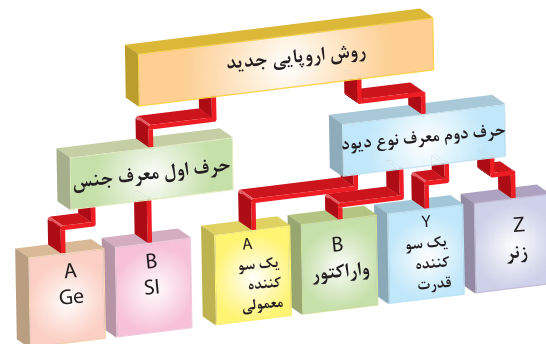 روش اروپایی جدید
حرف اول معرف جنس
حرف دوم معرف نوع دیود
A
Ge
B
SI
A
یک سو
کننده
معمولی
B
واراکتور
Y
یک سو
کننده
قدرت
Z
زنر